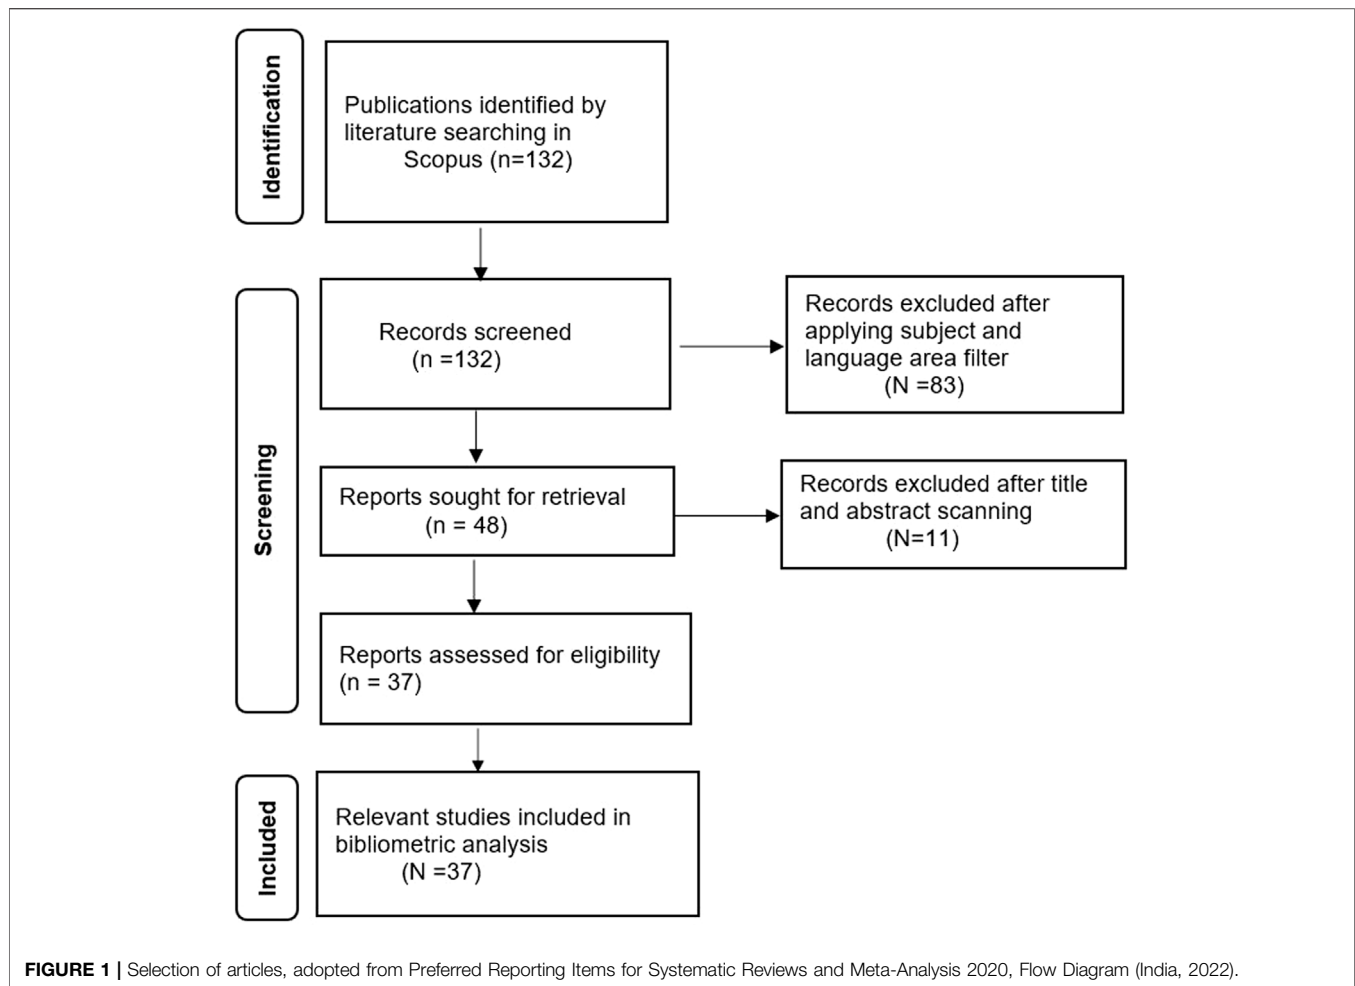 Identification
Publications identified by
literature searching in
Scopus (n=132)
Screening
Records screened
(n =132)
Records excluded after
applying subject and
language area filter
(N =83)
Reports sought for retrieval
(n = 48)
Records excluded after title
and abstract scanning
(N=11)
Reports assessed for eligibility
(n = 37)
Included
Relevant studies included in
bibliometric analysis
(N =37)
FIGURE 1 | Selection of articles, adopted from Preferred Reporting Items for Systematic Reviews and Meta-Analysis 2020, Flow Diagram (India, 2022).